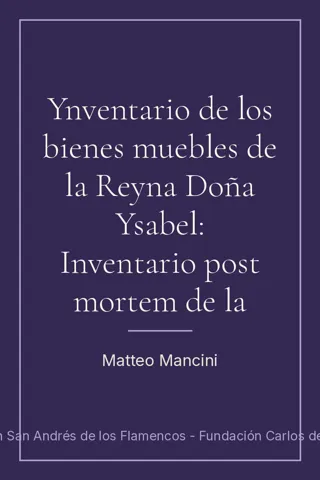 Ynventario de los
bienes muebles de
la Reyna Doña
Ysabel:
Inventario post
mortem de la
Matteo Mancini
San Andrés de los Flamencos - Fundación Carlos de